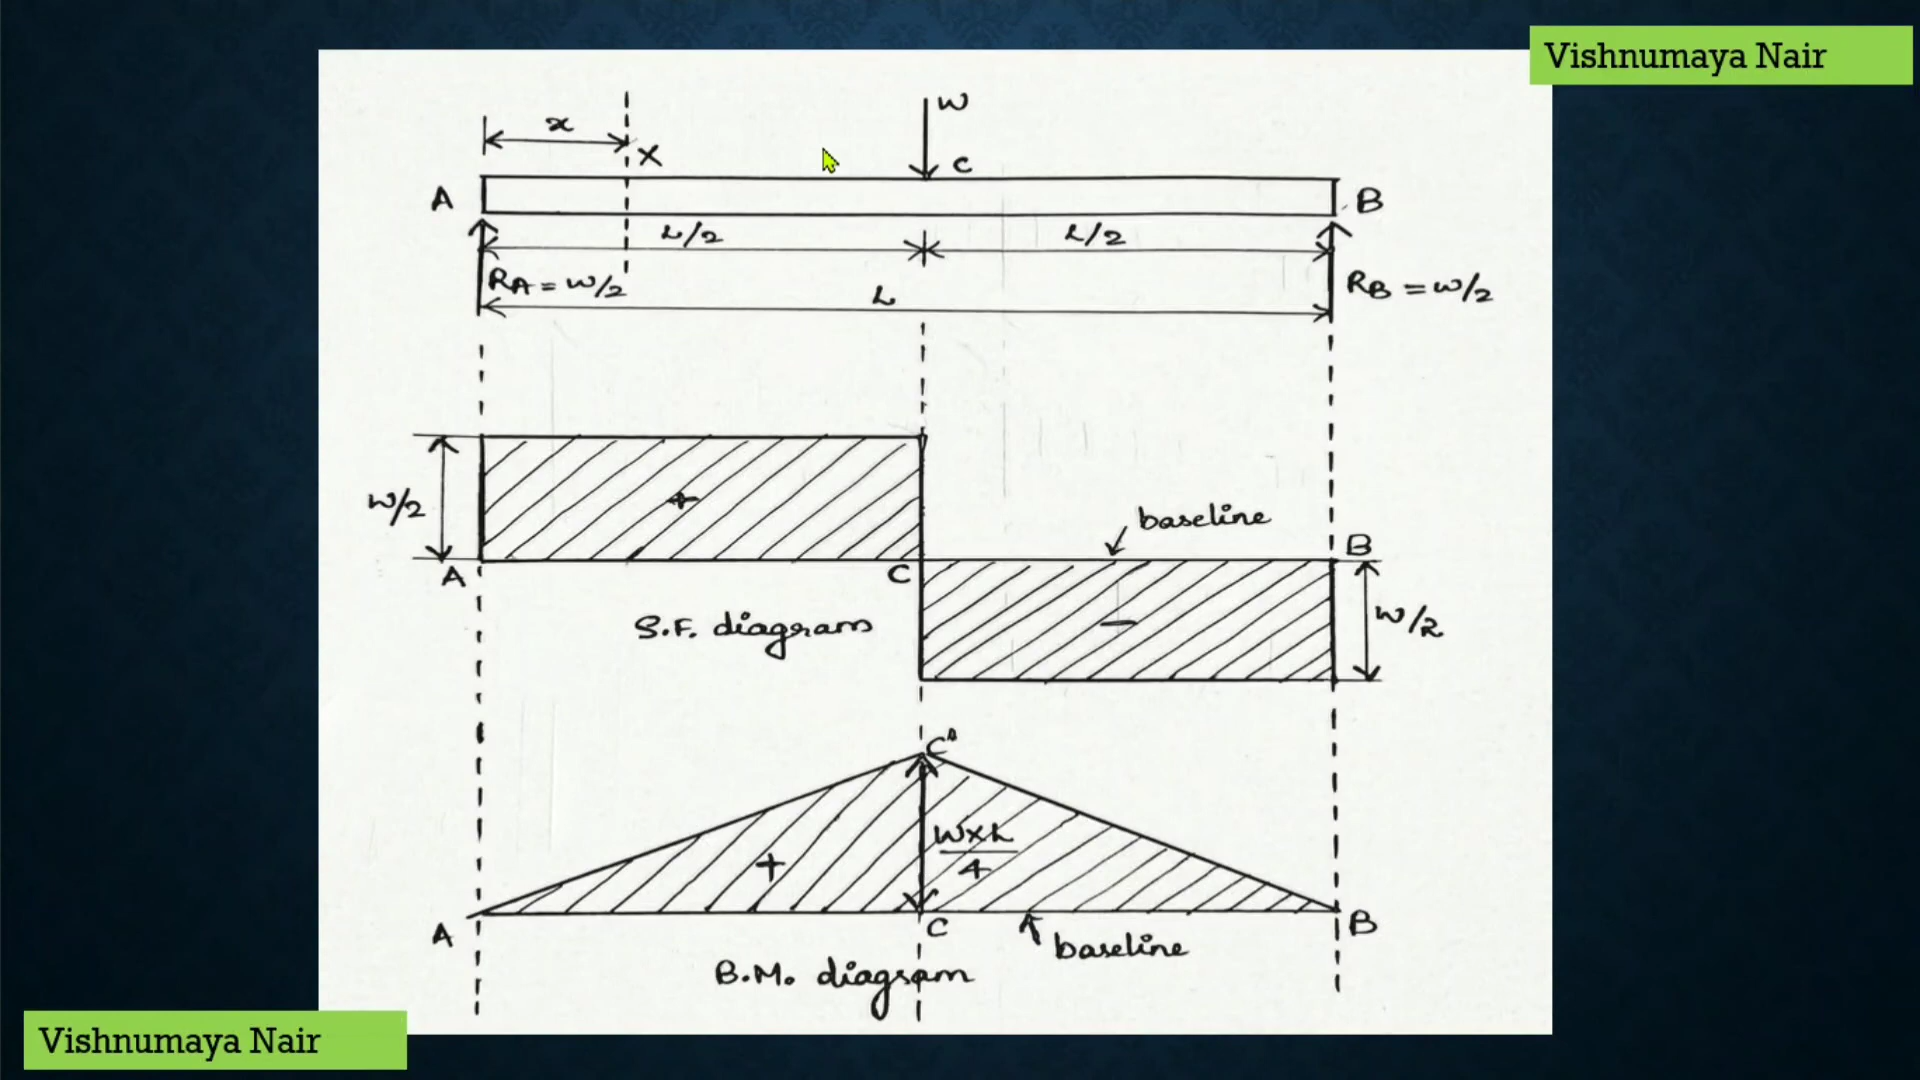 Vishnumaya Nair
W
x
X
C
A
B
L/2
L/2
RA = W/2
RB = W/2
L
W/2
+
baseline
B
A
C
W/2
S.F. diagram
-
C'
W×L
4
+
A
C
B
baseline
B.M. diagram
Vishnumaya Nair